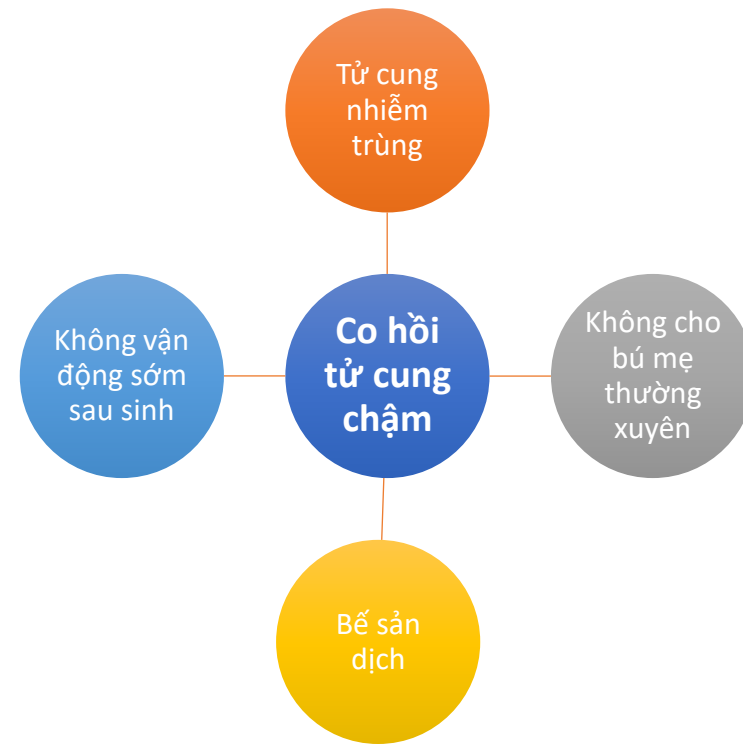 Tử cung
nhiễm
trùng
Không vận
động sớm
sau sinh
Co hồi
tử cung
chậm
Không cho
bú mẹ
thường
xuyên
Bế sản
dịch